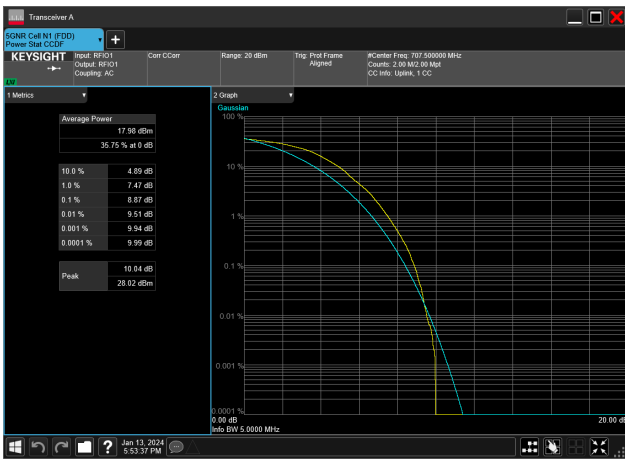 Transceiver A
5GNR Cell N1 (FDD)
Power Stat CCDF
KEYSIGHT
Input: RFIO1
Output: RFIO1
Coupling: AC
Corr CCorr
Range: 20 dBm
Trig: Prot Frame
Aligned
#Center Freq: 707.500000 MHz
Counts: 2.00 M/2.00 Mpt
CC Info: Uplink, 1 CC
1 Metrics
Average Power
17.98 dBm
35.75 % at 0 dB
10.0 % 4.89 dB
1.0 % 7.47 dB
0.1 % 8.87 dB
0.01 % 9.51 dB
0.001 % 9.94 dB
0.0001 % 9.99 dB
Peak
10.04 dB
28.02 dBm
2 Graph
Gaussian
100 %
10 %
1 %
0.1 %
0.01 %
0.001 %
0.0001 %
0.00 dB
20.00 dB
Info BW 5.0000 MHz
Jan 13, 2024
5:53:37 PM